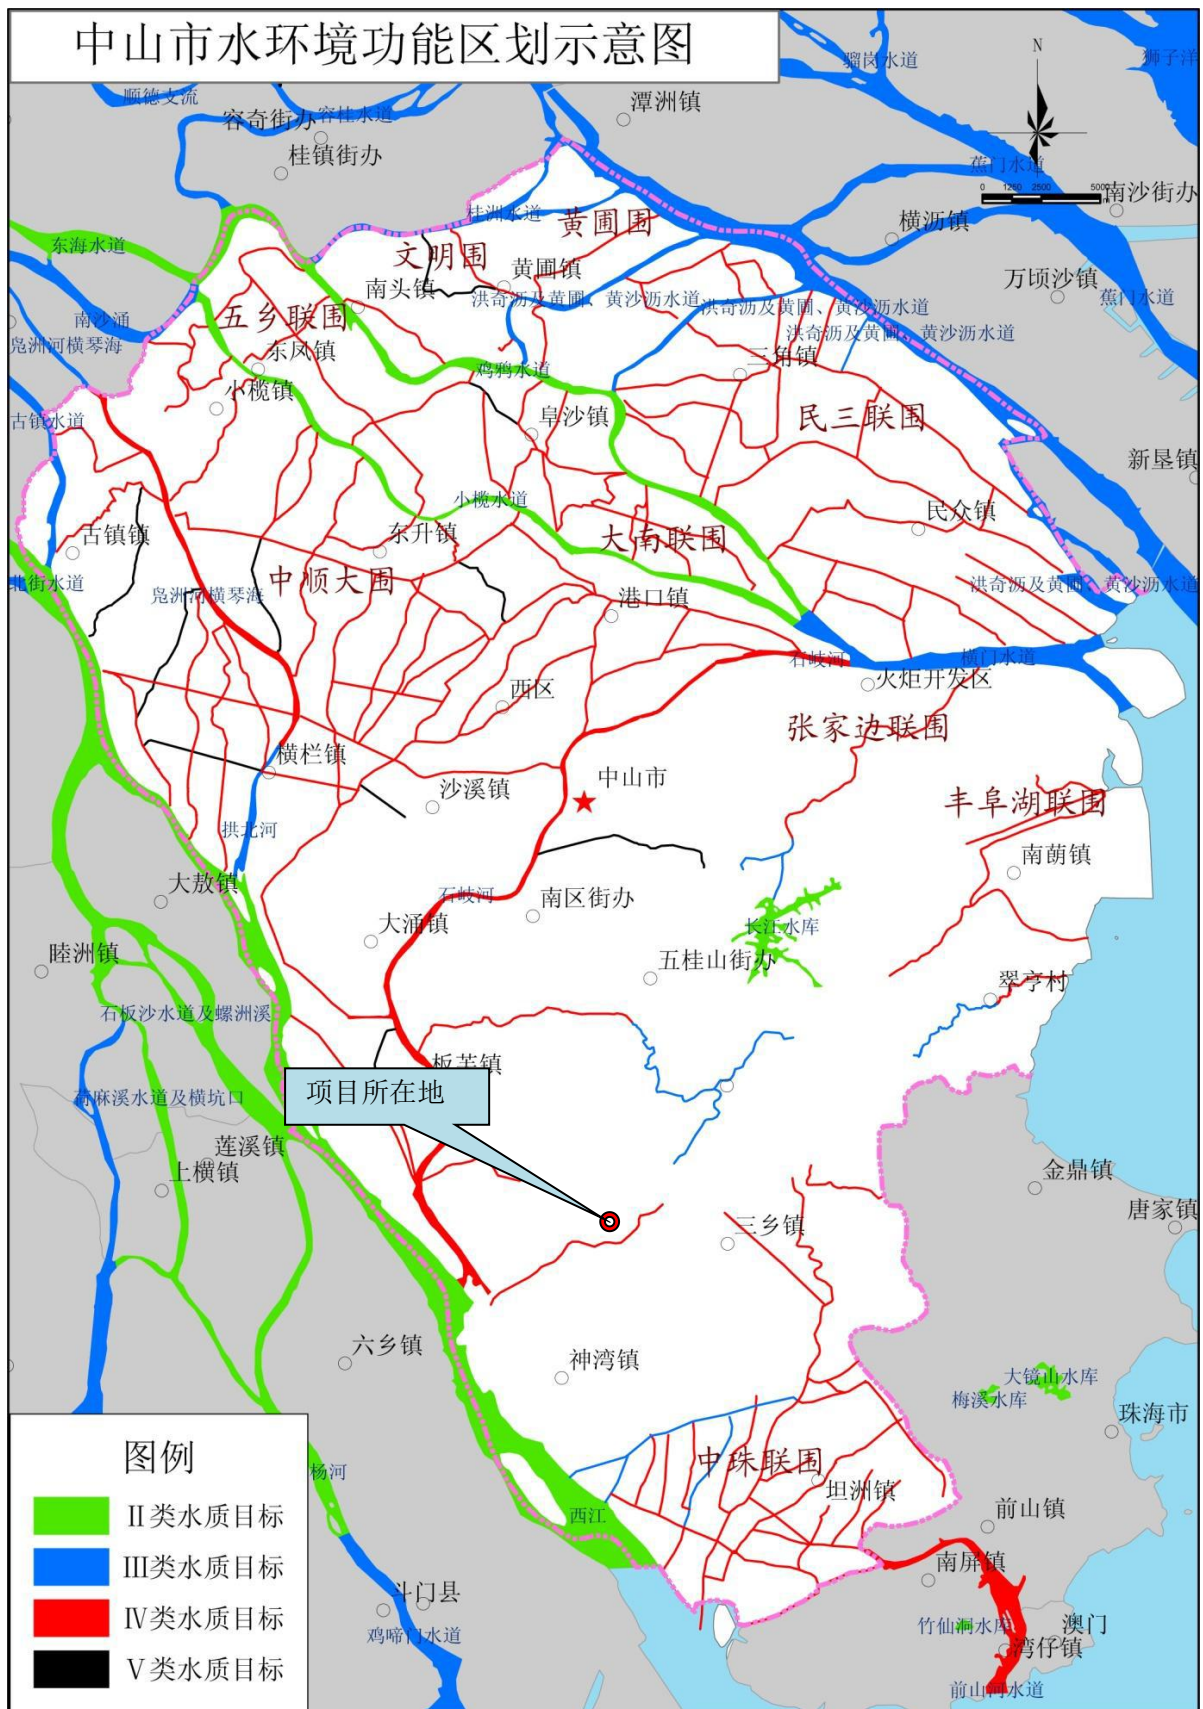 中山市水环境功能区划示意图
骝岗水道
狮子洋
N
顺德支流
容桂水道
容奇街办
潭洲镇
桂镇街办
蕉门水道
0 1250 2500 5000
南沙街办
桂洲水道
黄圃围
横沥镇
东海水道
文明围
黄圃镇
万顷沙镇
南头镇
洪奇沥及黄圃、黄沙沥水道
洪奇沥及黄圃、黄沙沥水道
蕉门水道
南沙涌
五乡联围
洪奇沥及黄圃、黄沙沥水道
凫洲河横琴海
东凤镇
鸡鸦水道
三角镇
小榄镇
古镇水道
阜沙镇
民三联围
新垦镇
小榄水道
民众镇
古镇镇
东升镇
大南联围
北街水道
中顺大围
凫洲河横琴海
洪奇沥及黄圃、黄沙沥水道
港口镇
石岐河
横门水道
西区
火炬开发区
张家边联围
横栏镇
中山市
沙溪镇
丰阜湖联围
拱北河
南萌镇
大敖镇
石岐河
南区街办
大涌镇
长江水库
睦洲镇
五桂山街办
翠亨村
石板沙水道及螺洲溪
板芙镇
项目所在地
荷麻溪水道及横坑口
莲溪镇
上横镇
金鼎镇
唐家镇
三乡镇
六乡镇
神湾镇
大镜山水库
梅溪水库
珠海市
图例
中珠联围
杨河
坦洲镇
II类水质目标
西江
前山镇
III类水质目标
南屏镇
斗门县
IV类水质目标
鸡啼门水道
竹仙洞水库
澳门
湾仔镇
V类水质目标
前山河水道